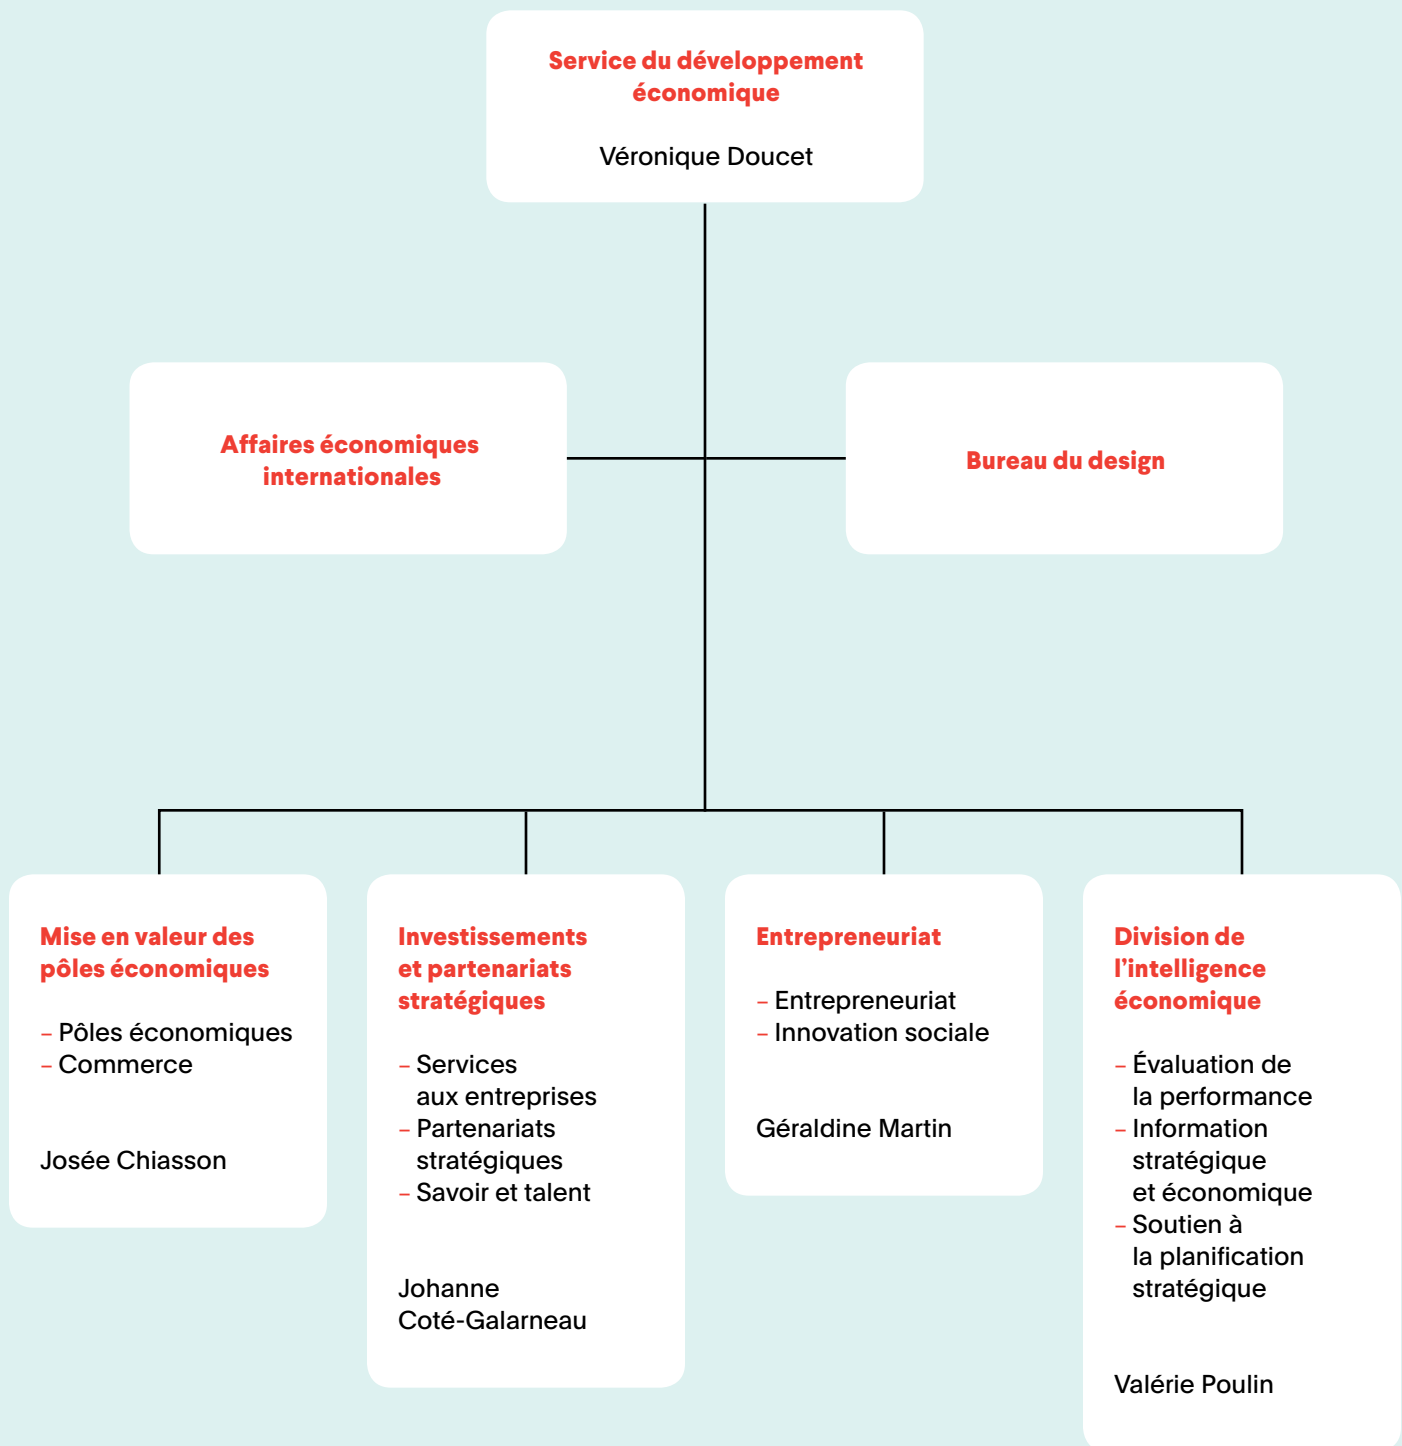 Service du développement
économique
Véronique Doucet
Affaires économiques
internationales
Bureau du design
Mise en valeur des
pôles économiques
– Pôles économiques
– Commerce
Josée Chiasson
Investissements
et partenariats
stratégiques
– Services
aux entreprises
– Partenariats
stratégiques
– Savoir et talent
Johanne
Coté-Galarneau
Entrepreneuriat
– Entrepreneuriat
– Innovation sociale
Géraldine Martin
Division de
l’intelligence
économique
– Évaluation de
la performance
– Information
stratégique
et économique
– Soutien à
la planification
stratégique
Valérie Poulin